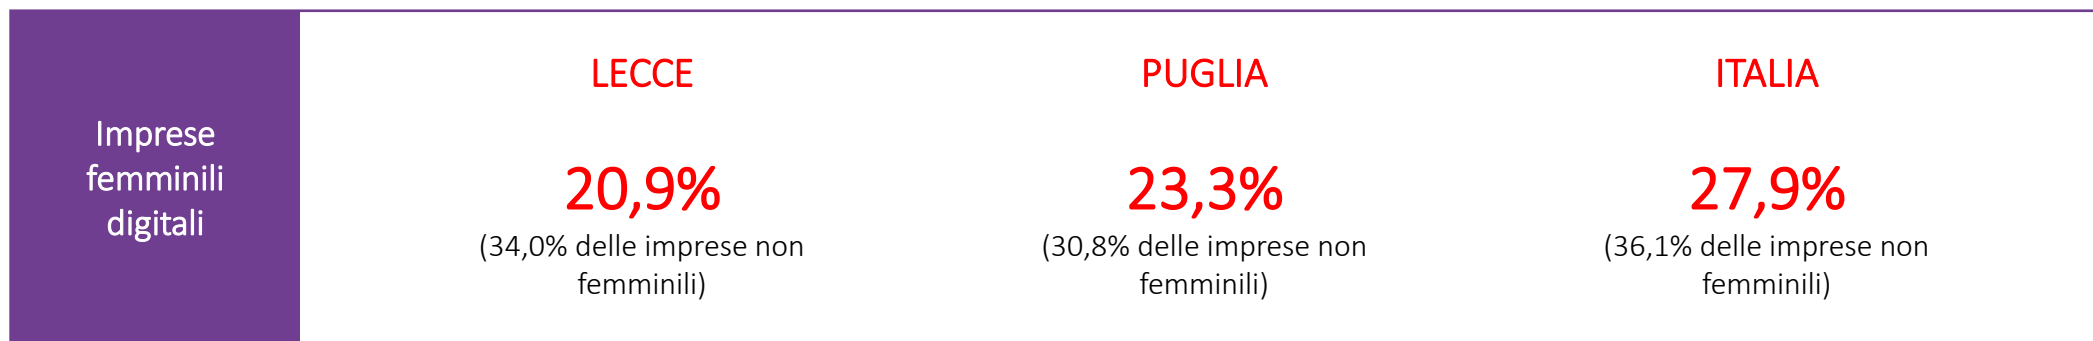 Imprese
femminili
digitali
LECCE
20,9%
(34,0% delle imprese non
femminili)
PUGLIA
23,3%
(30,8% delle imprese non
femminili)
ITALIA
27,9%
(36,1% delle imprese non
femminili)